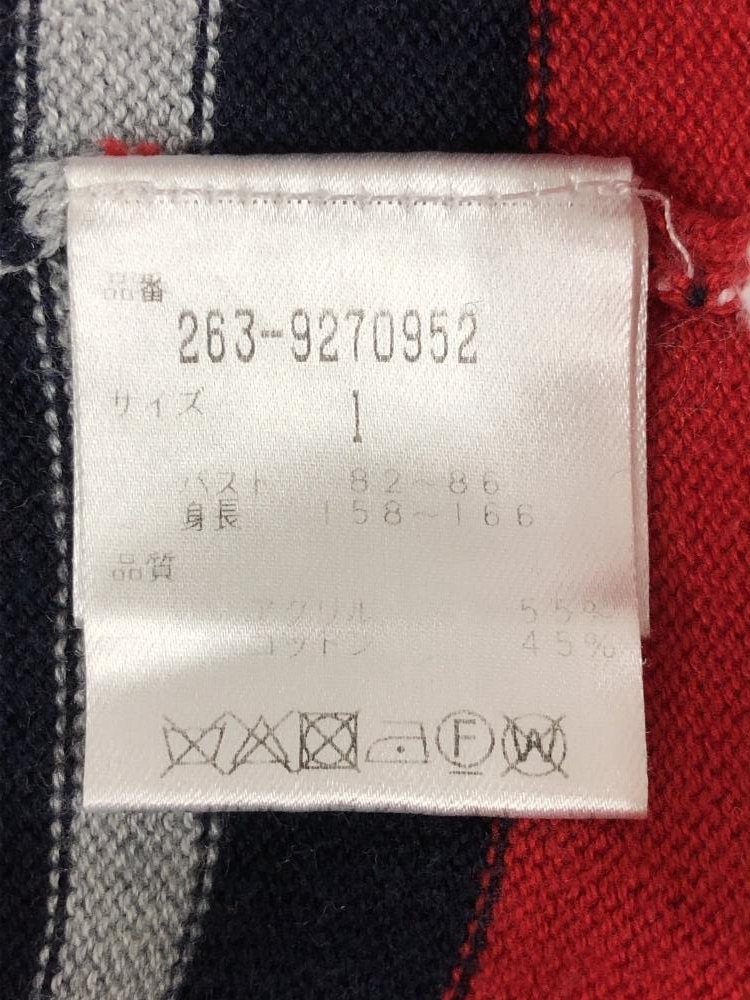 品番
263-9270952
サイズ 1
バスト 82～86
身長 158～166
品質
アクリル 55%
コットン 45%
F
W